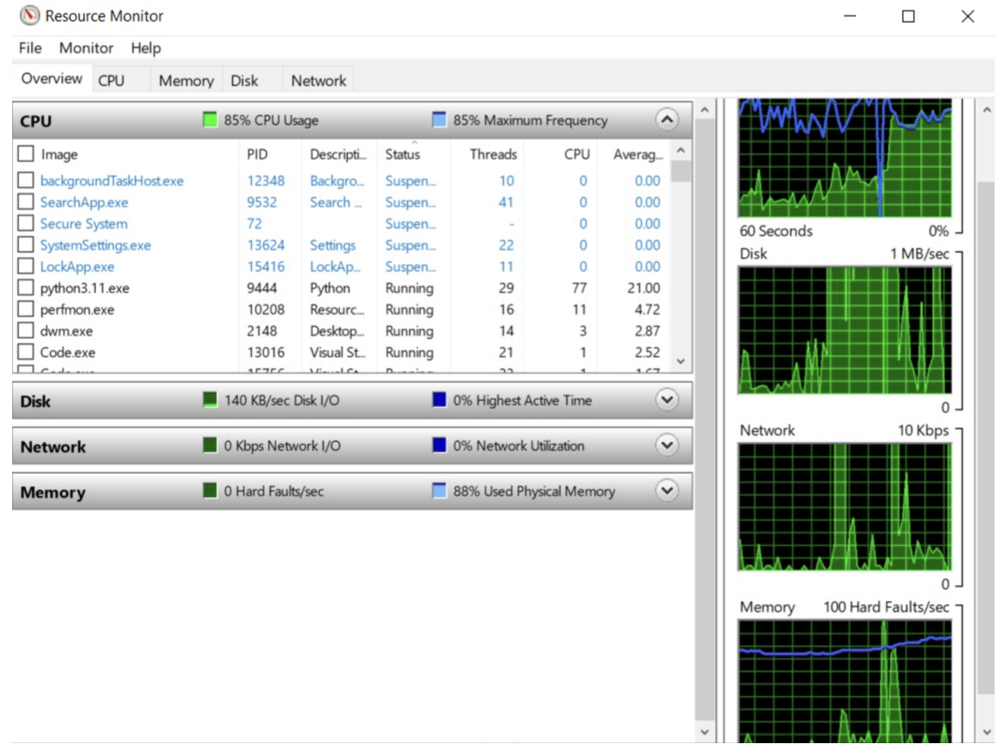 Resource Monitor
File Monitor Help
Overview CPU Memory Disk Network
CPU 85% CPU Usage 85% Maximum Frequency
Image PID Descripti... Status Threads CPU Averag...
backgroundTaskHost.exe 12348 Backgro... Suspen... 10 0 0.00
SearchApp.exe 9532 Search ... Suspen... 41 0 0.00
Secure System 72 Suspen... - 0 0.00
SystemSettings.exe 13624 Settings Suspen... 22 0 0.00
LockApp.exe 15416 LockAp... Suspen... 11 0 0.00
python3.11.exe 9444 Python Running 29 77 21.00
perfmon.exe 10208 Resourc... Running 16 11 4.72
dwm.exe 2148 Desktop... Running 14 3 2.87
Code.exe 13016 Visual St... Running 21 1 2.52
Disk 140 KB/sec Disk I/O 0% Highest Active Time
Network 0 Kbps Network I/O 0% Network Utilization
Memory 0 Hard Faults/sec 88% Used Physical Memory
60 Seconds 0%
Disk 1 MB/sec
0
Network 10 Kbps
0
Memory 100 Hard Faults/sec